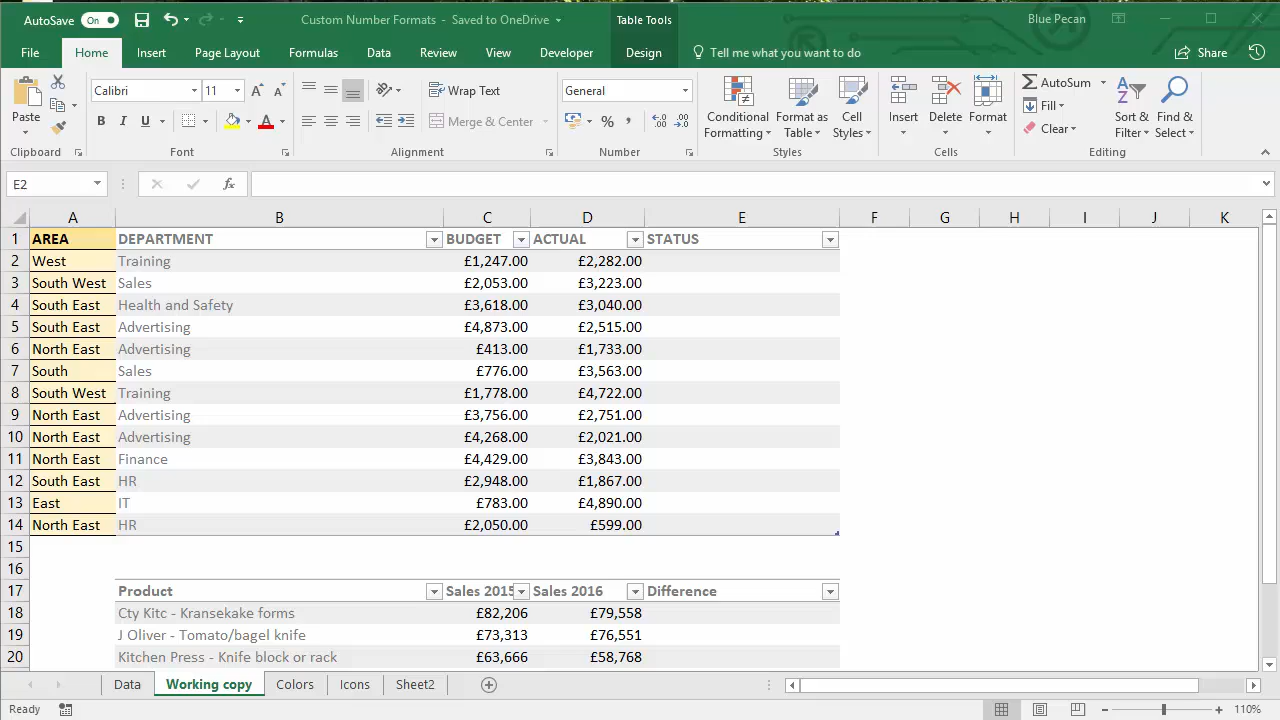 AutoSave On Custom Number Formats - Saved to OneDrive Table Tools Blue Pecan
File Home Insert Page Layout Formulas Data Review View Developer Design Tell me what you want to do Share
Calibri 11 Wrap Text General AutoSum
Fill
Paste B I U Merge & Center % Conditional Formatting Format as Table Cell Styles Insert Delete Format Clear Sort & Filter Find & Select
Clipboard Font Alignment Number Styles Cells Editing
E2 fx
A B C D E F G H I J K
1 AREA DEPARTMENT BUDGET ACTUAL STATUS
2 West Training £1,247.00 £2,282.00
3 South West Sales £2,053.00 £3,223.00
4 South East Health and Safety £3,618.00 £3,040.00
5 South East Advertising £4,873.00 £2,515.00
6 North East Advertising £413.00 £1,733.00
7 South Sales £776.00 £3,563.00
8 South West Training £1,778.00 £4,722.00
9 North East Advertising £3,756.00 £2,751.00
10 North East Advertising £4,268.00 £2,021.00
11 North East Finance £4,429.00 £3,843.00
12 South East HR £2,948.00 £1,867.00
13 East IT £783.00 £4,890.00
14 North East HR £2,050.00 £599.00
15
16
17 Product Sales 2015 Sales 2016 Difference
18 Cty Kitc - Kransekake forms £82,206 £79,558
19 J Oliver - Tomato/bagel knife £73,313 £76,551
20 Kitchen Press - Knife block or rack £63,666 £58,768
Data Working copy Colors Icons Sheet2
Ready 110%